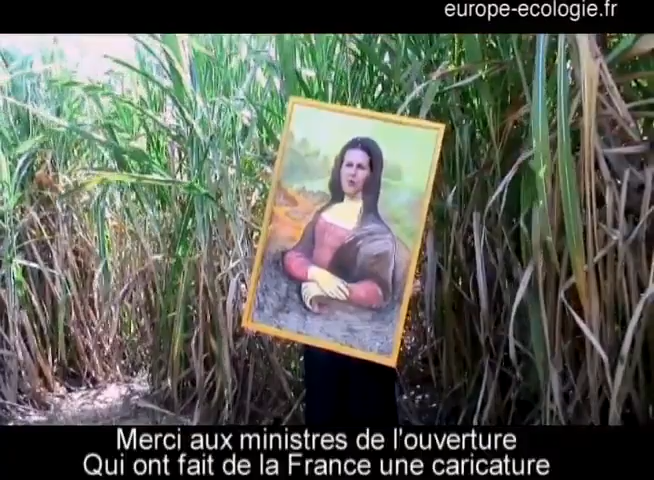 europe-ecologie.fr
Merci aux ministres de l'ouverture
Qui ont fait de la France une caricature